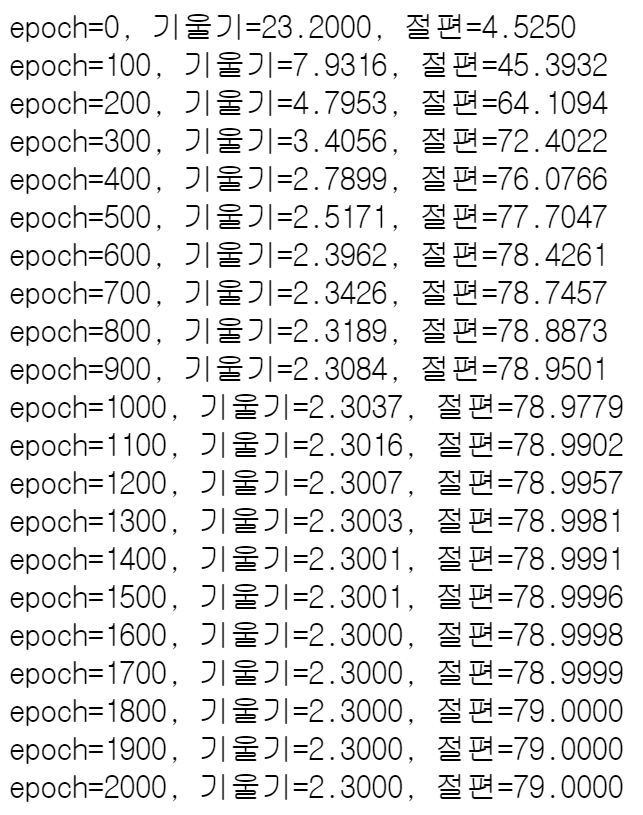 epoch=0, 기울기=23.2000, 절편=4.5250
epoch=100, 기울기=7.9316, 절편=45.3932
epoch=200, 기울기=4.7953, 절편=64.1094
epoch=300, 기울기=3.4056, 절편=72.4022
epoch=400, 기울기=2.7899, 절편=76.0766
epoch=500, 기울기=2.5171, 절편=77.7047
epoch=600, 기울기=2.3962, 절편=78.4261
epoch=700, 기울기=2.3426, 절편=78.7457
epoch=800, 기울기=2.3189, 절편=78.8873
epoch=900, 기울기=2.3084, 절편=78.9501
epoch=1000, 기울기=2.3037, 절편=78.9779
epoch=1100, 기울기=2.3016, 절편=78.9902
epoch=1200, 기울기=2.3007, 절편=78.9957
epoch=1300, 기울기=2.3003, 절편=78.9981
epoch=1400, 기울기=2.3001, 절편=78.9991
epoch=1500, 기울기=2.3001, 절편=78.9996
epoch=1600, 기울기=2.3000, 절편=78.9998
epoch=1700, 기울기=2.3000, 절편=78.9999
epoch=1800, 기울기=2.3000, 절편=79.0000
epoch=1900, 기울기=2.3000, 절편=79.0000
epoch=2000, 기울기=2.3000, 절편=79.0000